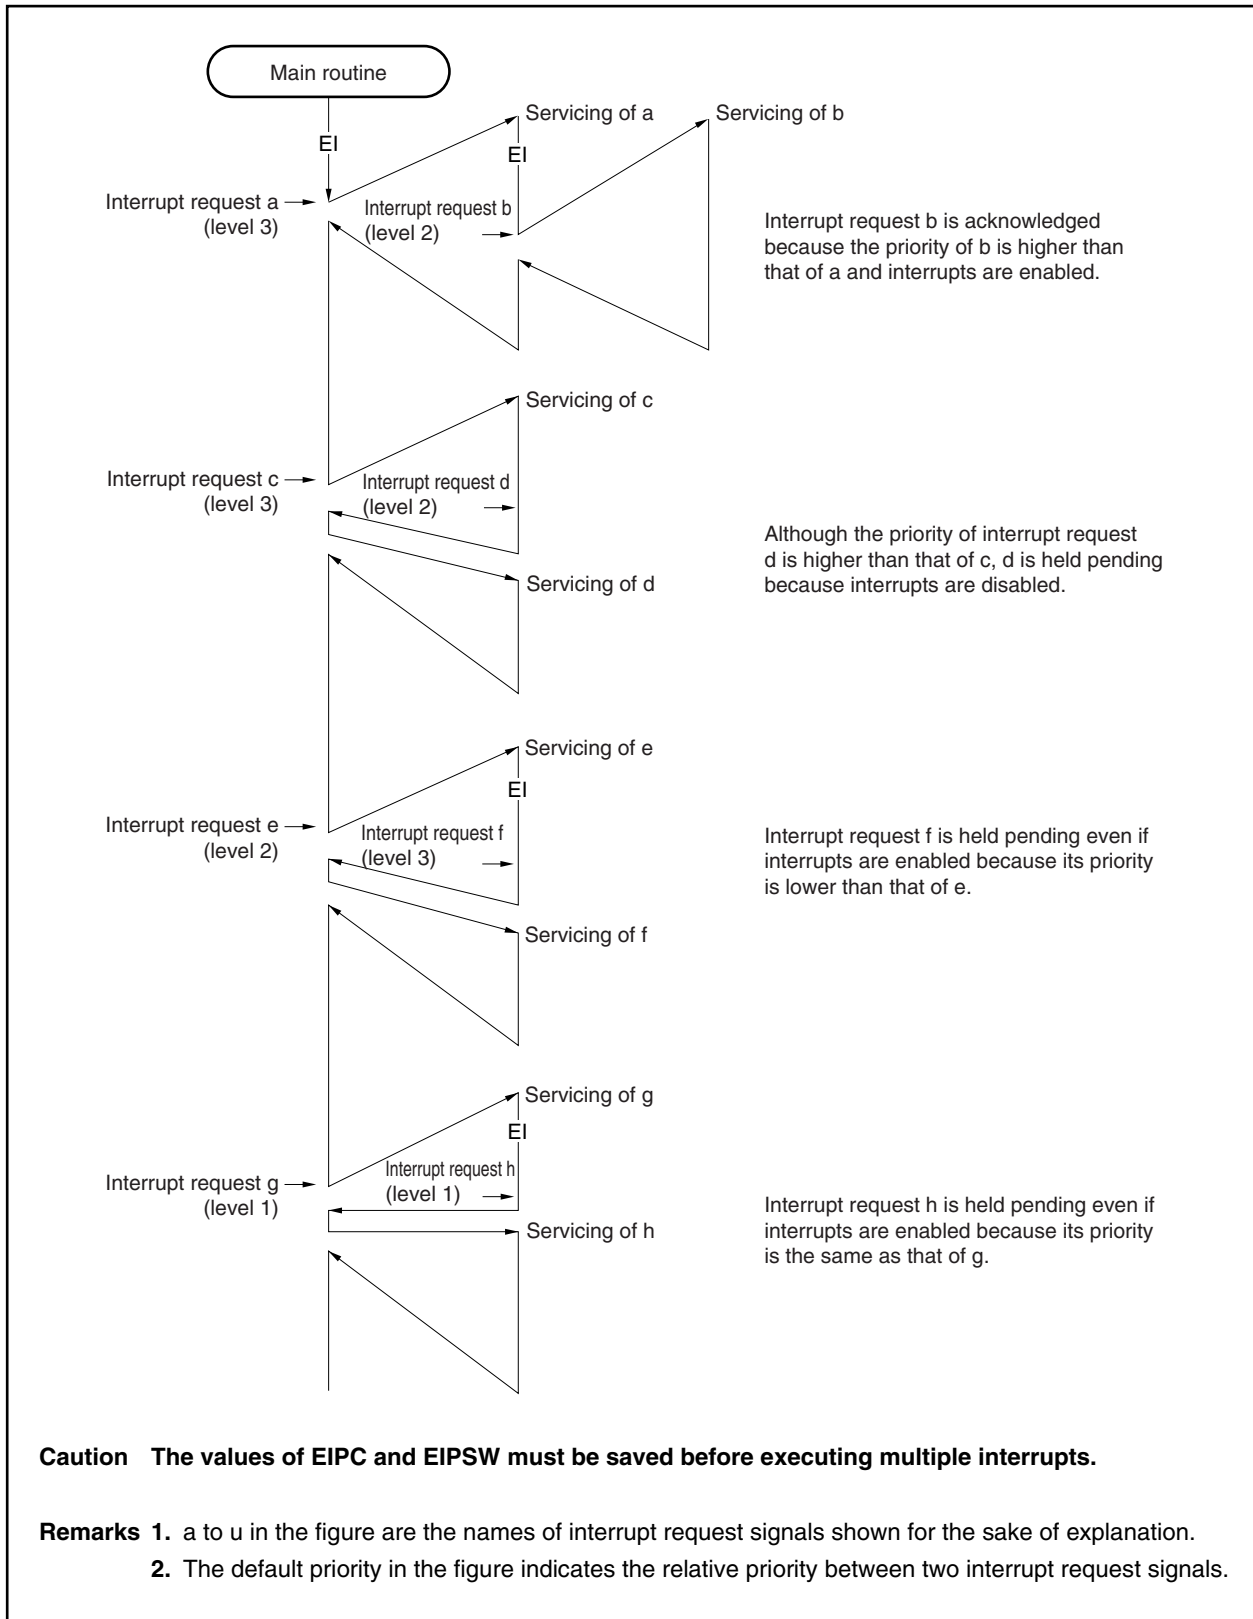 Main routine
EI
Servicing of a
EI
Servicing of b
Interrupt request a
(level 3)
Interrupt request b
(level 2)
Interrupt request b is acknowledged
because the priority of b is higher than
that of a and interrupts are enabled.
Servicing of c
Interrupt request c
(level 3)
Interrupt request d
(level 2)
Although the priority of interrupt request
d is higher than that of c, d is held pending
because interrupts are disabled.
Servicing of d
Servicing of e
EI
Interrupt request e
(level 2)
Interrupt request f
(level 3)
Interrupt request f is held pending even if
interrupts are enabled because its priority
is lower than that of e.
Servicing of f
Servicing of g
EI
Interrupt request g
(level 1)
Interrupt request h
(level 1)
Interrupt request h is held pending even if
interrupts are enabled because its priority
is the same as that of g.
Servicing of h
Caution The values of EIPC and EIPSW must be saved before executing multiple interrupts.
Remarks 1. a to u in the figure are the names of interrupt request signals shown for the sake of explanation.
2. The default priority in the figure indicates the relative priority between two interrupt request signals.